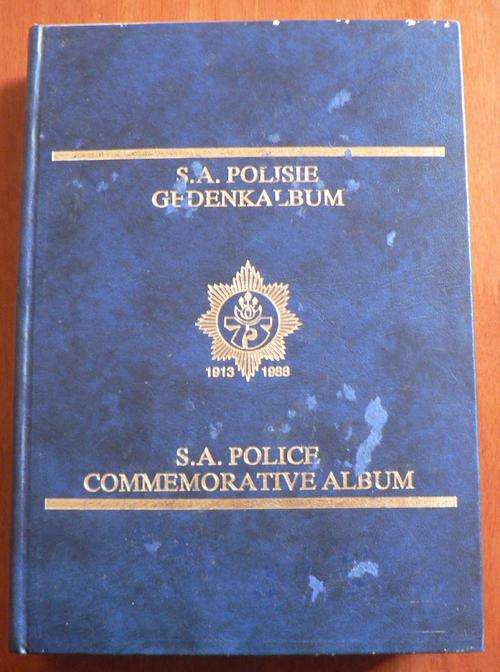 S.A. POLISIE
GEDENKALBUM
75
1913 1988
S.A. POLICE
COMMEMORATIVE ALBUM